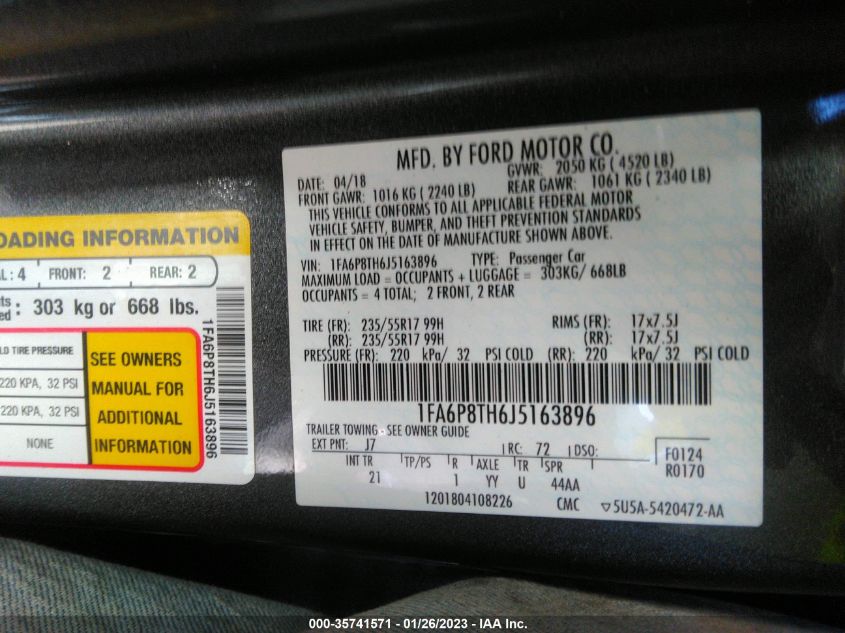 MFD. BY FORD MOTOR CO.
DATE: 04/18 GVWR: 2050 KG ( 4520 LB)
FRONT GAWR: 1016 KG ( 2240 LB) REAR GAWR: 1061 KG ( 2340 LB)
THIS VEHICLE CONFORMS TO ALL APPLICABLE FEDERAL MOTOR
VEHICLE SAFETY, BUMPER, AND THEFT PREVENTION STANDARDS
IN EFFECT ON THE DATE OF MANUFACTURE SHOWN ABOVE.
VIN: 1FA6P8TH6J5163896 TYPE: Passenger Car
MAXIMUM LOAD = OCCUPANTS + LUGGAGE = 303KG/ 668LB
OCCUPANTS = 4 TOTAL; 2 FRONT, 2 REAR
TIRE (FR): 235/55R17 99H RIMS (FR): 17x7.5J
(RR): 235/55R17 99H (RR): 17x7.5J
PRESSURE (FR): 220 kPa/ 32 PSI COLD (RR): 220 kPa/ 32 PSI COLD
1FA6P8TH6J5163896
TRAILER TOWING - SEE OWNER GUIDE
EXT PNT: J7 RC: 72 DSO: F0124
R0170
INT TR TP/PS R AXLE TR SPR
21 1 YY U 44AA
1201804108226 CMC ▽5U5A-5420472-AA
OADING INFORMATION
AL: 4 FRONT: 2 REAR: 2
nts
ed : 303 kg or 668 lbs.
LD TIRE PRESSURE
220 KPA, 32 PSI
220 KPA, 32 PSI
NONE
SEE OWNERS
MANUAL FOR
ADDITIONAL
INFORMATION
1FA6P8TH6J5163896
000-35741571 / 01/26/2023 - IAA Inc.